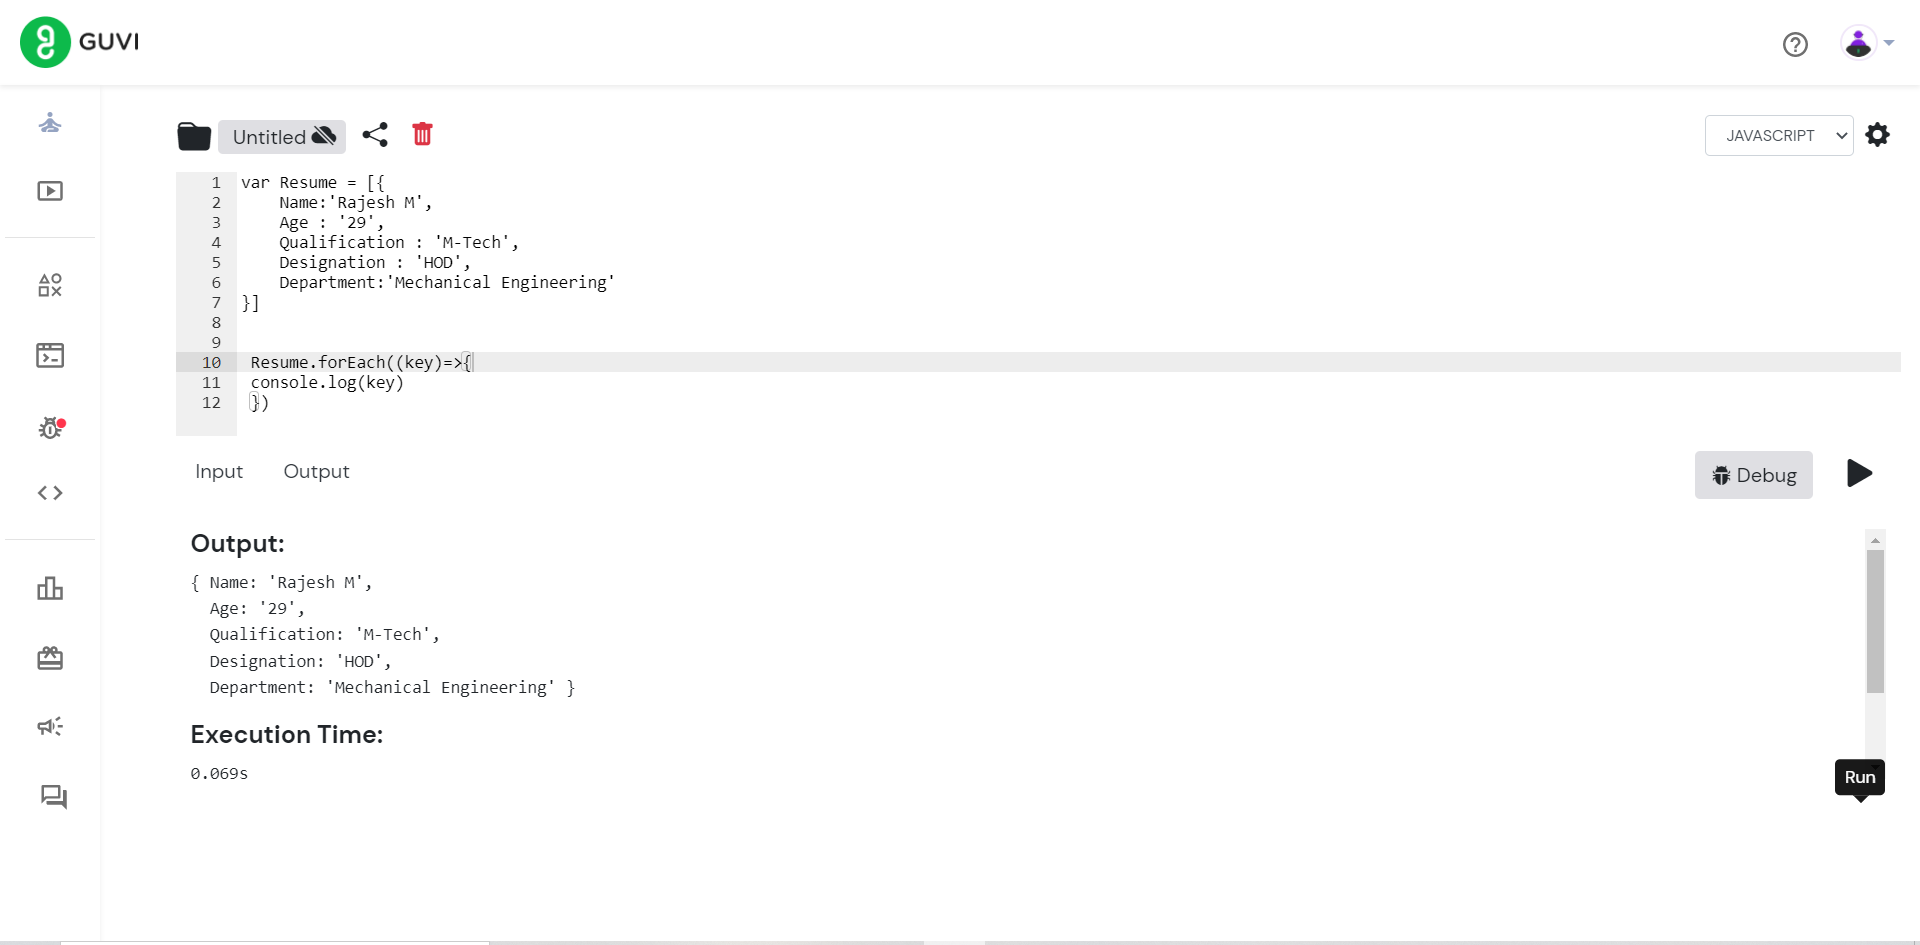 GUVI
Untitled
JAVASCRIPT
1 var Resume = [{
2     Name:'Rajesh M',
3     Age : '29',
4     Qualification : 'M-Tech',
5     Designation : 'HOD',
6     Department:'Mechanical Engineering'
7 }]
8
9
10  Resume.forEach((key)=>{
11  console.log(key)
12  })
Input Output
Debug
Output:
{ Name: 'Rajesh M',
  Age: '29',
  Qualification: 'M-Tech',
  Designation: 'HOD',
  Department: 'Mechanical Engineering' }
Execution Time:
0.069s
Run